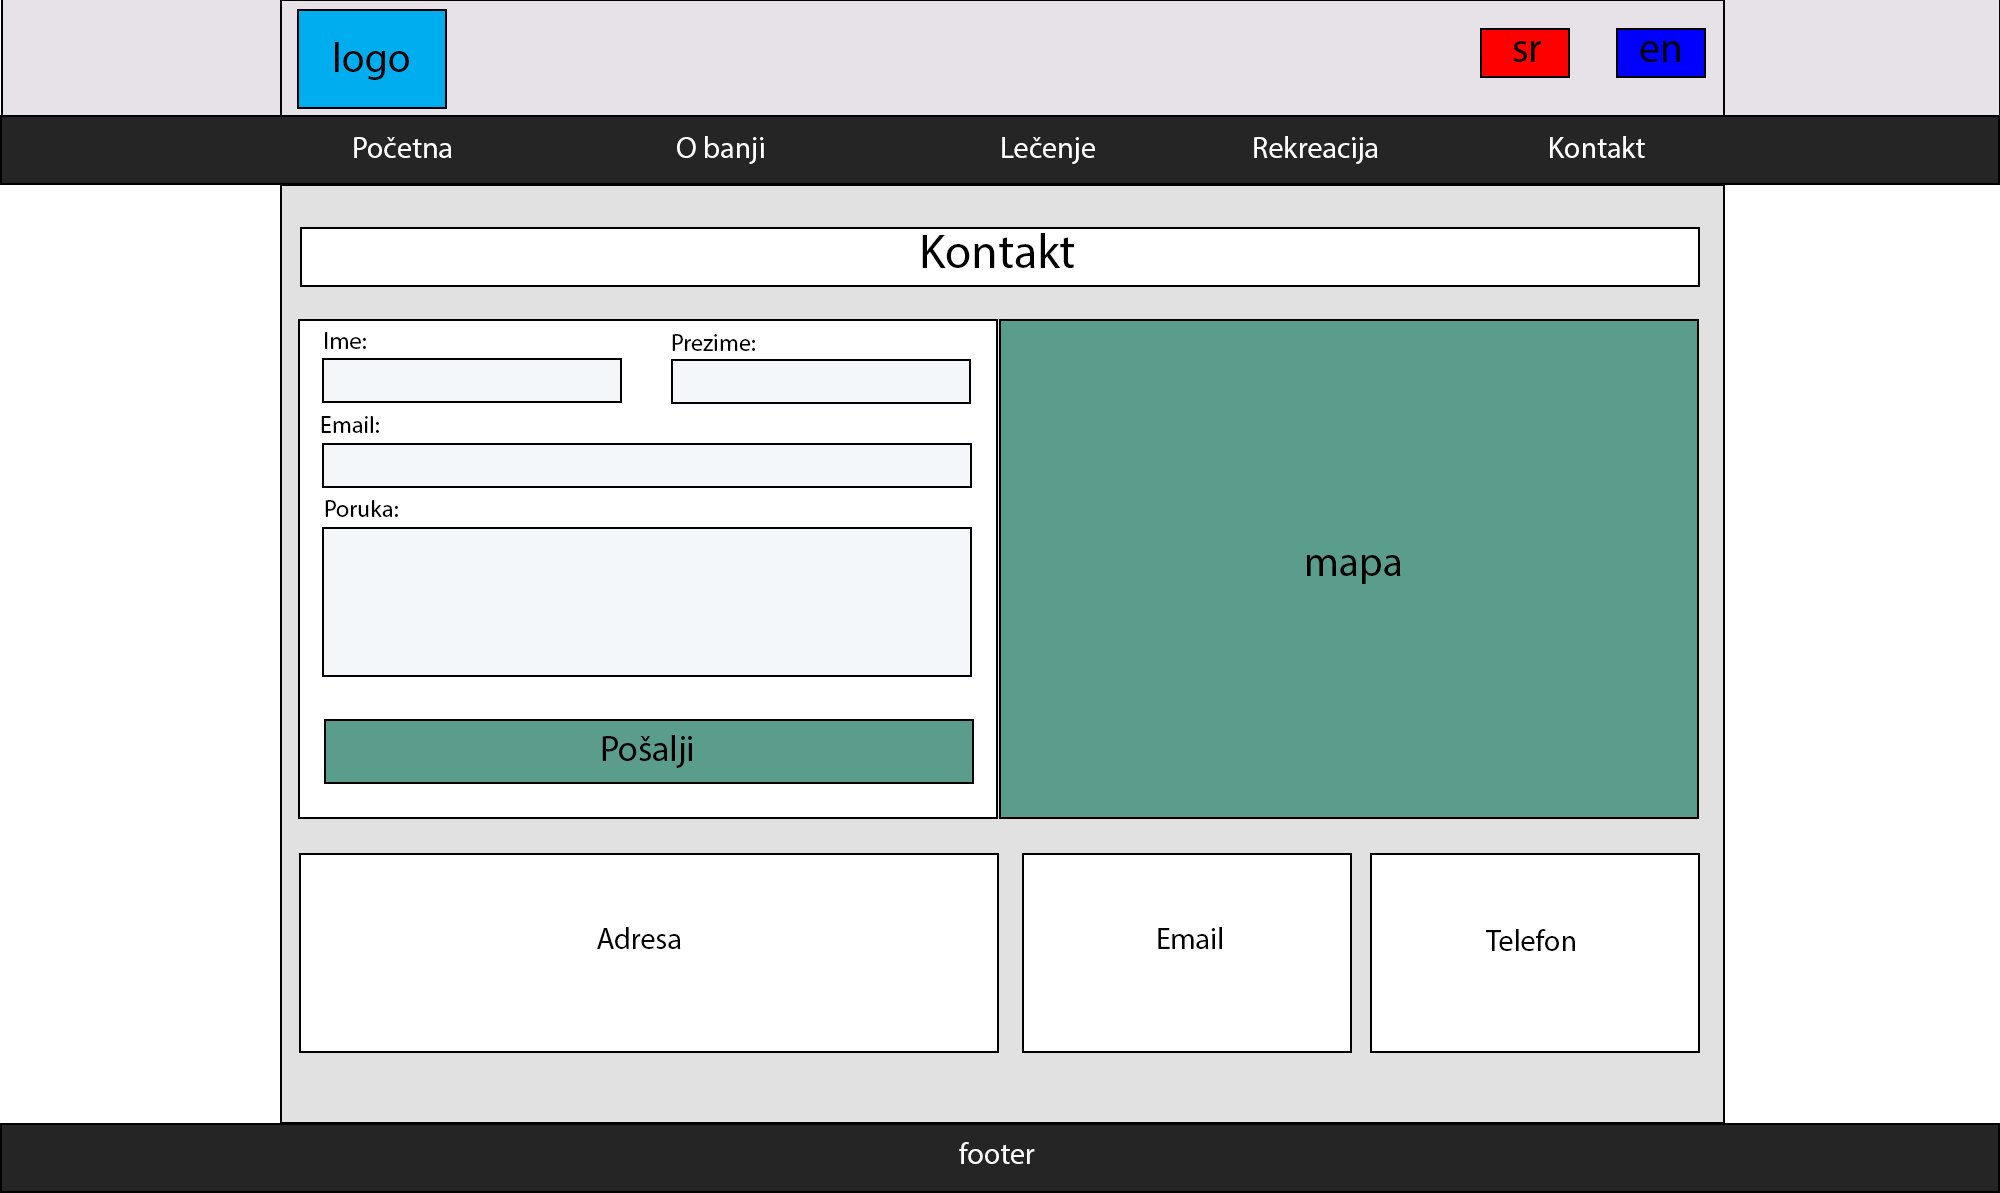 logo
sr
en
Početna
O banji
Lečenje
Rekreacija
Kontakt
Kontakt
Ime:
Prezime:
Email:
Poruka:
Pošalji
mapa
Adresa
Email
Telefon
footer